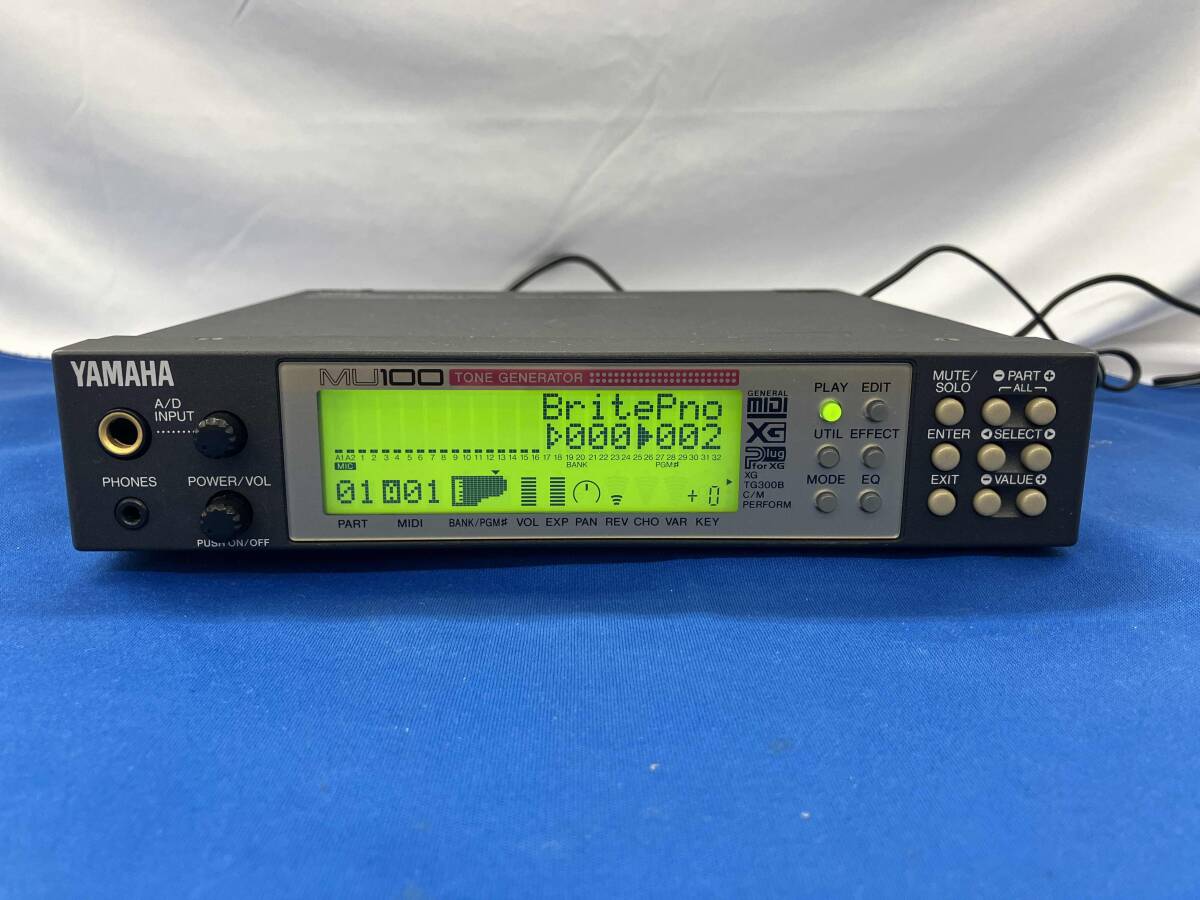 YAMAHA
A/D
INPUT
PHONES
POWER/VOL
PUSH ON/OFF
MU100 TONE GENERATOR
BritePno
000 002
A1 A2 1 2 3 4 5 6 7 8 9 10 11 12 13 14 15 16 17 18 19 20 21 22 23 24 25 26 27 28 29 30 31 32
MIC
BANK PGM#
01 01 +0
PART MIDI BANK/PGM# VOL EXP PAN REV CHO VAR KEY
GENERAL
MIDI
XG
Plug
for XG
XG
TG300B
C/M
PERFORM
PLAY EDIT
UTIL EFFECT
MODE EQ
MUTE/
SOLO
PART
ALL
ENTER SELECT
EXIT VALUE